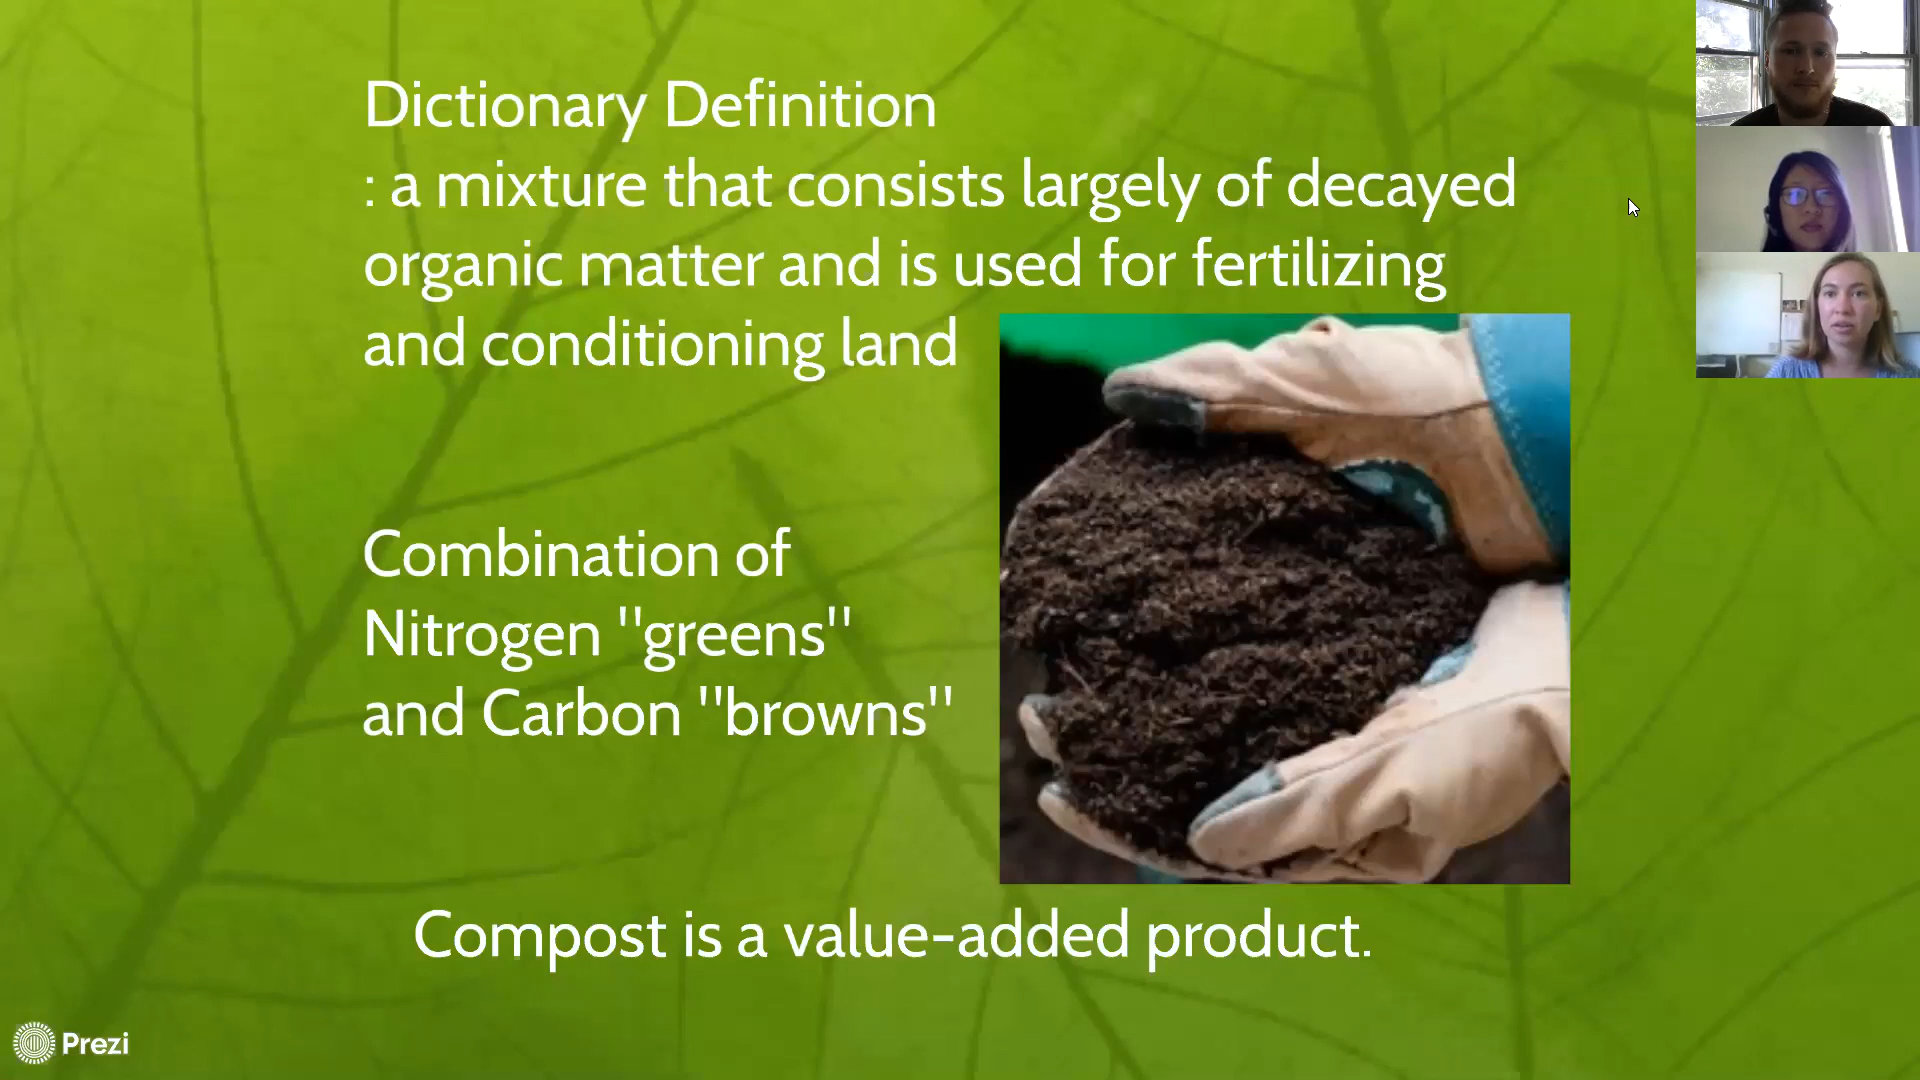 Dictionary Definition
: a mixture that consists largely of decayed
organic matter and is used for fertilizing
and conditioning land
Combination of
Nitrogen "greens"
and Carbon "browns"
Compost is a value-added product.
Prezi